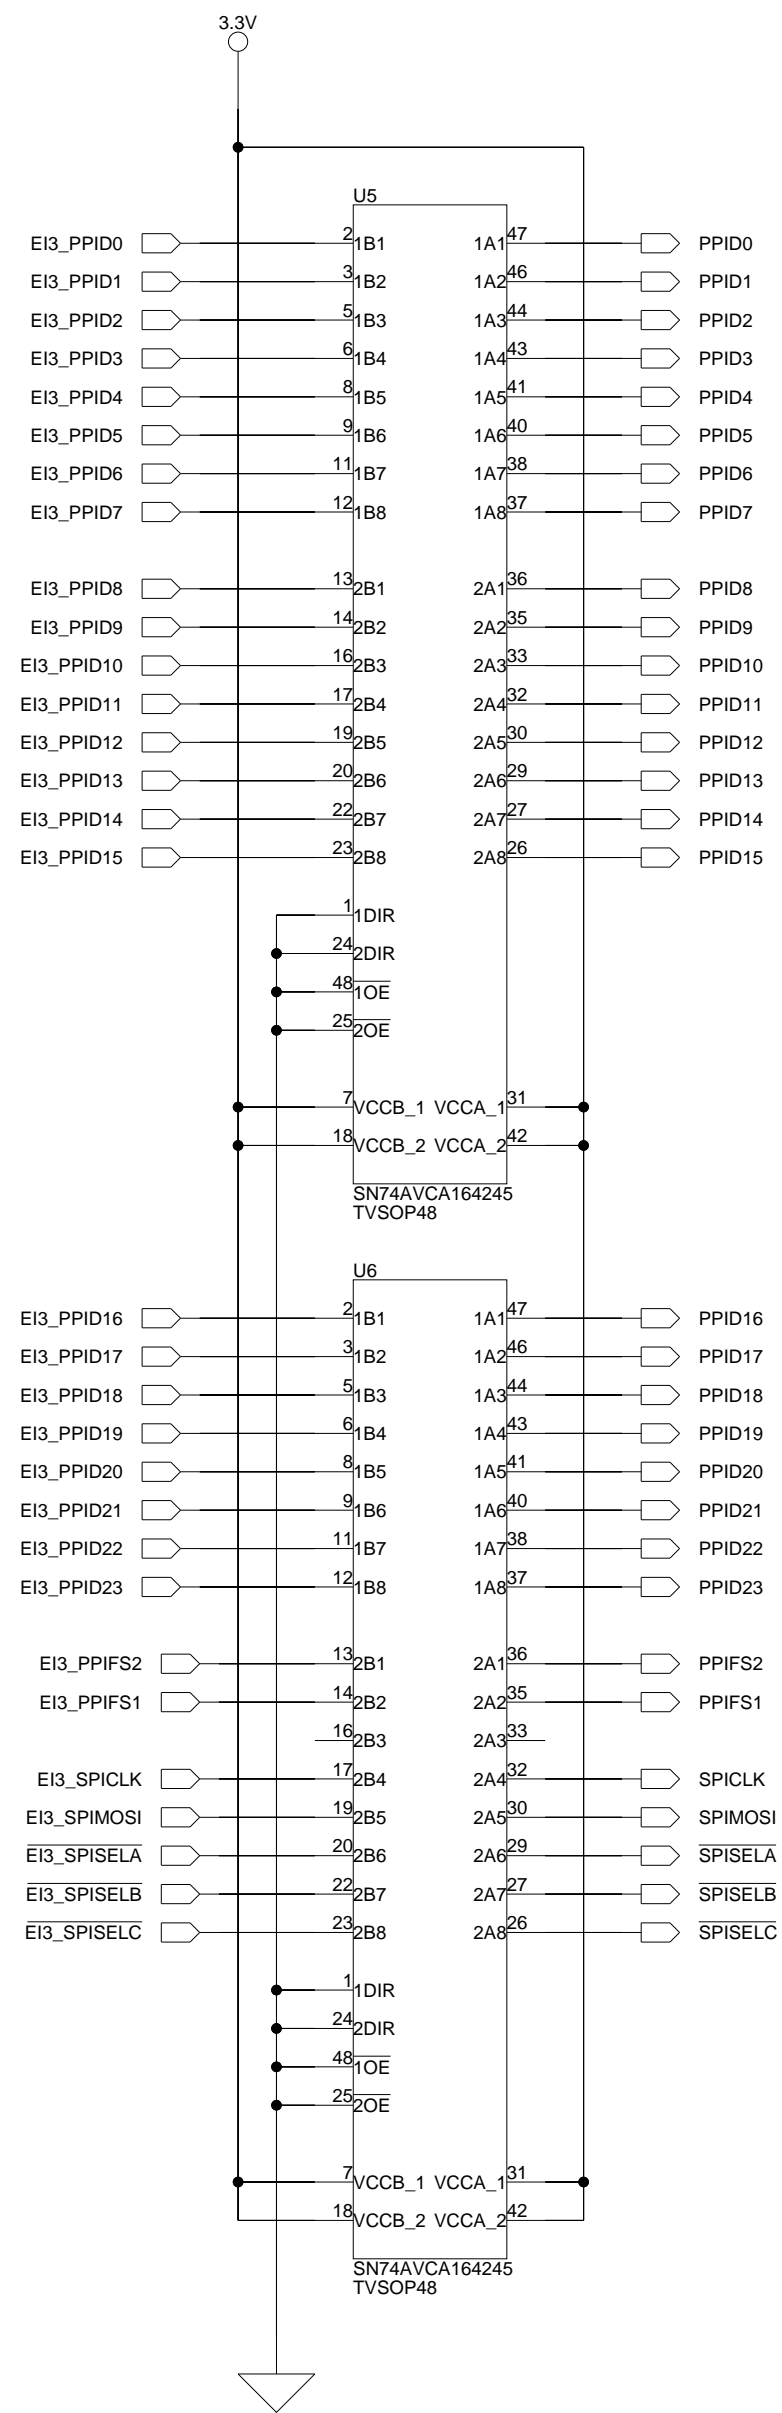 3.3V
U5
EI3_PPID0 2 1B1 1A1 47 PPID0
EI3_PPID1 3 1B2 1A2 46 PPID1
EI3_PPID2 5 1B3 1A3 44 PPID2
EI3_PPID3 6 1B4 1A4 43 PPID3
EI3_PPID4 8 1B5 1A5 41 PPID4
EI3_PPID5 9 1B6 1A6 40 PPID5
EI3_PPID6 11 1B7 1A7 38 PPID6
EI3_PPID7 12 1B8 1A8 37 PPID7
EI3_PPID8 13 2B1 2A1 36 PPID8
EI3_PPID9 14 2B2 2A2 35 PPID9
EI3_PPID10 16 2B3 2A3 33 PPID10
EI3_PPID11 17 2B4 2A4 32 PPID11
EI3_PPID12 19 2B5 2A5 30 PPID12
EI3_PPID13 20 2B6 2A6 29 PPID13
EI3_PPID14 22 2B7 2A7 27 PPID14
EI3_PPID15 23 2B8 2A8 26 PPID15
1 1DIR
24 2DIR
48 1OE
25 2OE
7 VCCB_1 VCCA_1 31
18 VCCB_2 VCCA_2 42
SN74AVCA164245
TVSOP48
U6
EI3_PPID16 2 1B1 1A1 47 PPID16
EI3_PPID17 3 1B2 1A2 46 PPID17
EI3_PPID18 5 1B3 1A3 44 PPID18
EI3_PPID19 6 1B4 1A4 43 PPID19
EI3_PPID20 8 1B5 1A5 41 PPID20
EI3_PPID21 9 1B6 1A6 40 PPID21
EI3_PPID22 11 1B7 1A7 38 PPID22
EI3_PPID23 12 1B8 1A8 37 PPID23
EI3_PPIFS2 13 2B1 2A1 36 PPIFS2
EI3_PPIFS1 14 2B2 2A2 35 PPIFS1
16 2B3 2A3 33
EI3_SPICLK 17 2B4 2A4 32 SPICLK
EI3_SPIMOSI 19 2B5 2A5 30 SPIMOSI
EI3_SPISELA 20 2B6 2A6 29 SPISELA
EI3_SPISELB 22 2B7 2A7 27 SPISELB
EI3_SPISELC 23 2B8 2A8 26 SPISELC
1 1DIR
24 2DIR
48 1OE
25 2OE
7 VCCB_1 VCCA_1 31
18 VCCB_2 VCCA_2 42
SN74AVCA164245
TVSOP48